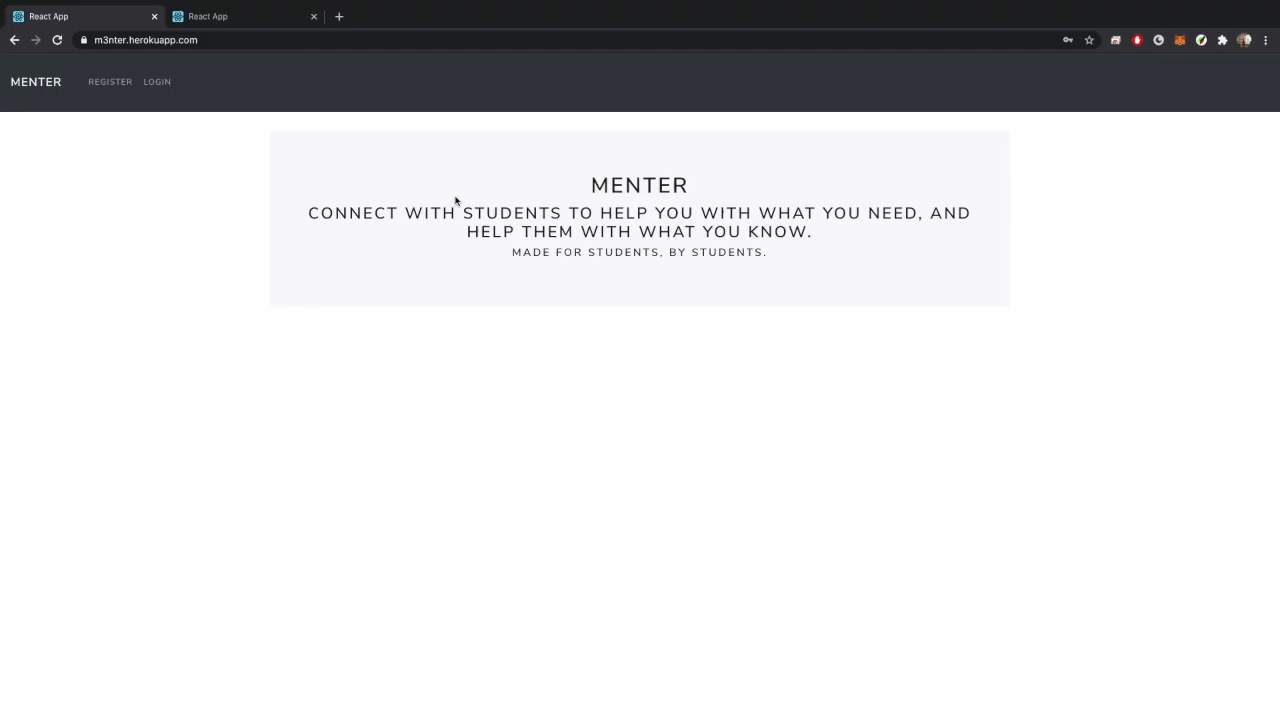 React App
React App
m3nter.herokuapp.com
MENTER REGISTER LOGIN
MENTER
CONNECT WITH STUDENTS TO HELP YOU WITH WHAT YOU NEED, AND
HELP THEM WITH WHAT YOU KNOW.
MADE FOR STUDENTS, BY STUDENTS.